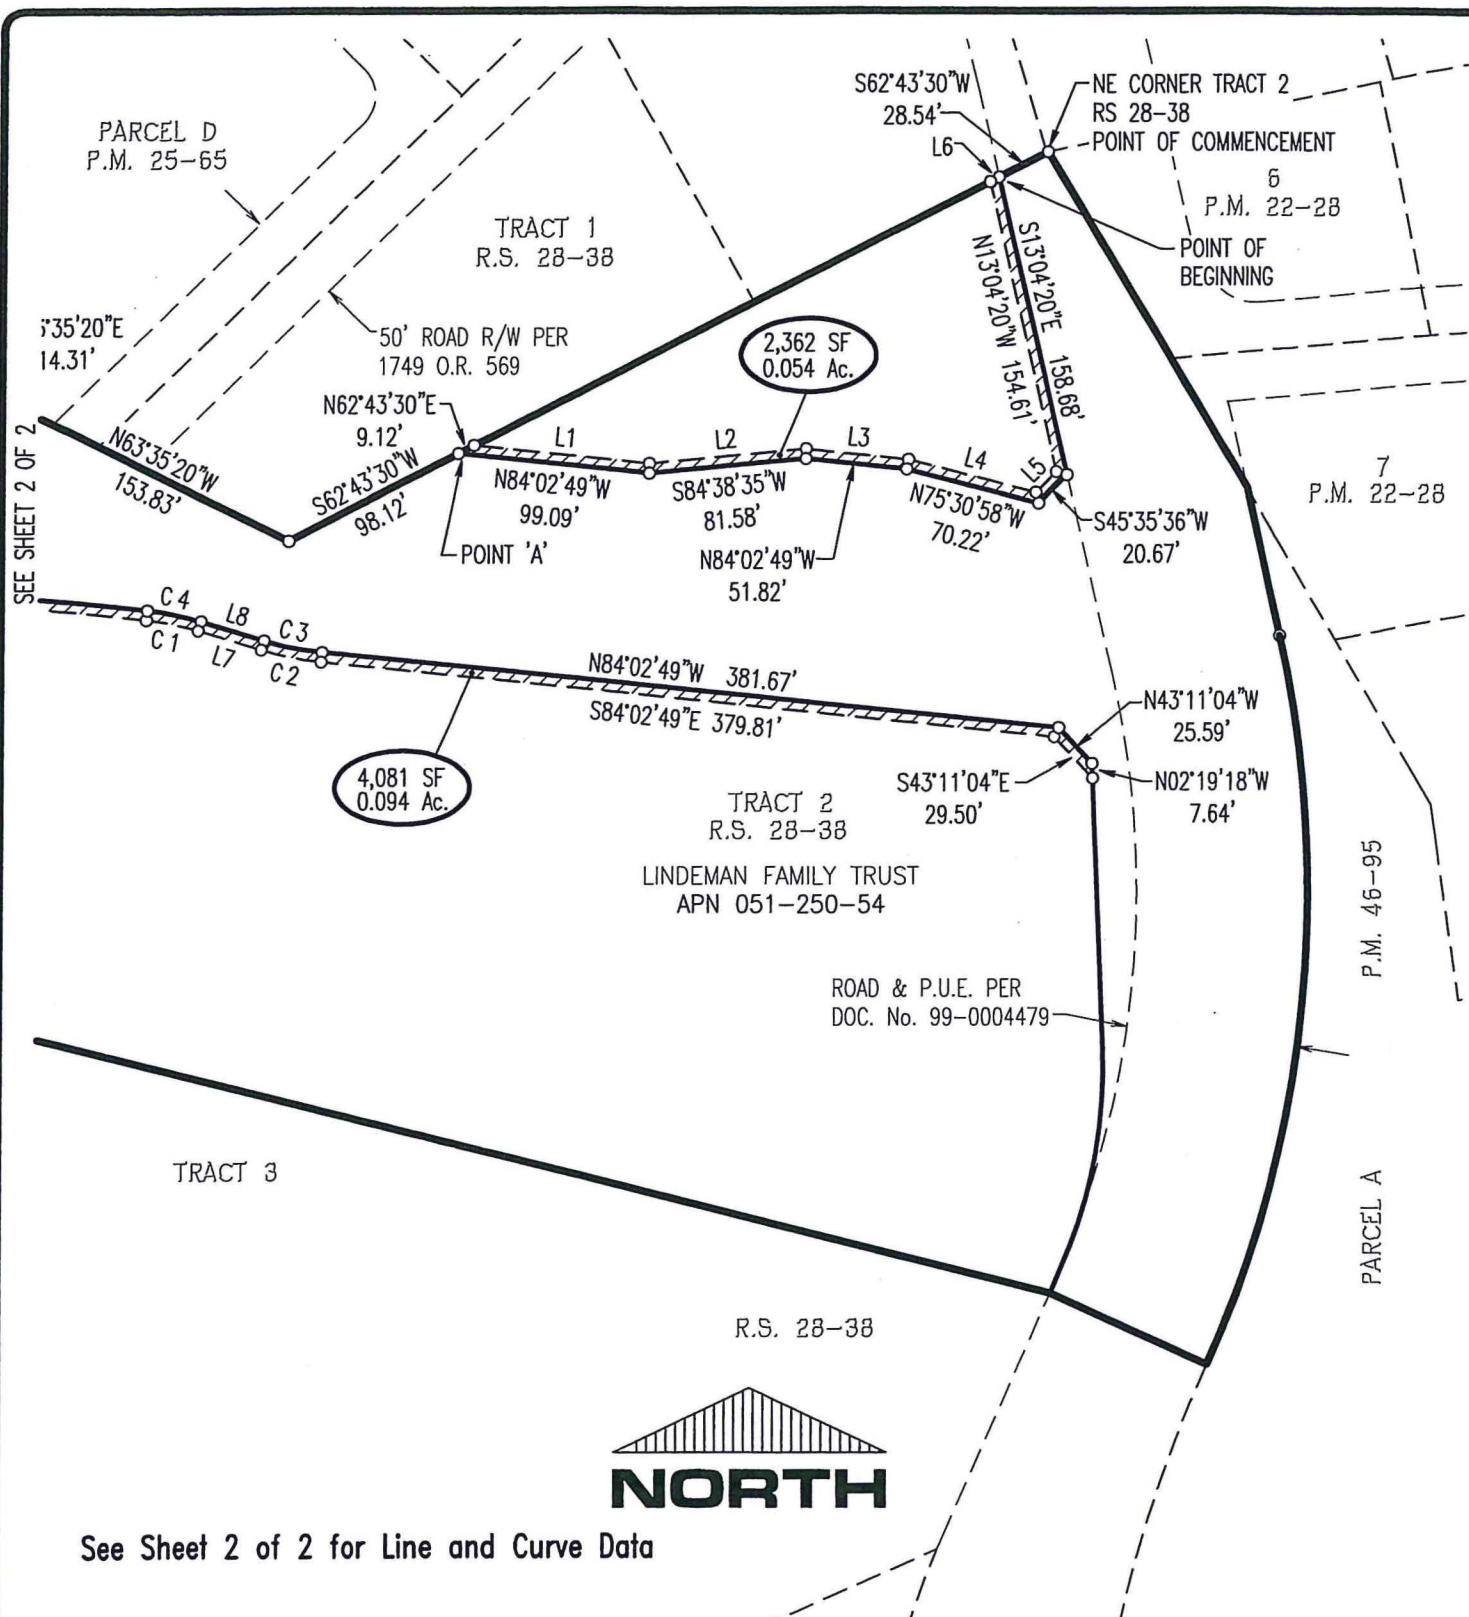 S62°43'30"W
28.54'
NE CORNER TRACT 2
RS 28-38
POINT OF COMMENCEMENT
L6
6
P.M. 22-28
POINT OF
BEGINNING
PARCEL D
P.M. 25-65
TRACT 1
R.S. 28-38
S13°04'20"E 158.68'
N13°04'20"W 154.61'
35'20"E
14.31'
50' ROAD R/W PER
1749 O.R. 569
2,362 SF
0.054 Ac.
N62°43'30"E
9.12'
SEE SHEET 2 OF 2
N63°35'20"W
153.83'
S62°43'30"W
98.12'
L1
L2
L3
L4
L5
N84°02'49"W
99.09'
S84°38'35"W
81.58'
N75°30'58"W
70.22'
S45°35'36"W
20.67'
7
P.M. 22-28
POINT 'A'
N84°02'49"W
51.82'
C4
L8
C3
C1
L7
C2
N84°02'49"W 381.67'
S84°02'49"E 379.81'
N43°11'04"W
25.59'
S43°11'04"E
29.50'
N02°19'18"W
7.64'
4,081 SF
0.094 Ac.
TRACT 2
R.S. 28-38
LINDEMAN FAMILY TRUST
APN 051-250-54
P.M. 46-95
ROAD & P.U.E. PER
DOC. No. 99-0004479
TRACT 3
PARCEL A
R.S. 28-38
NORTH
See Sheet 2 of 2 for Line and Curve Data